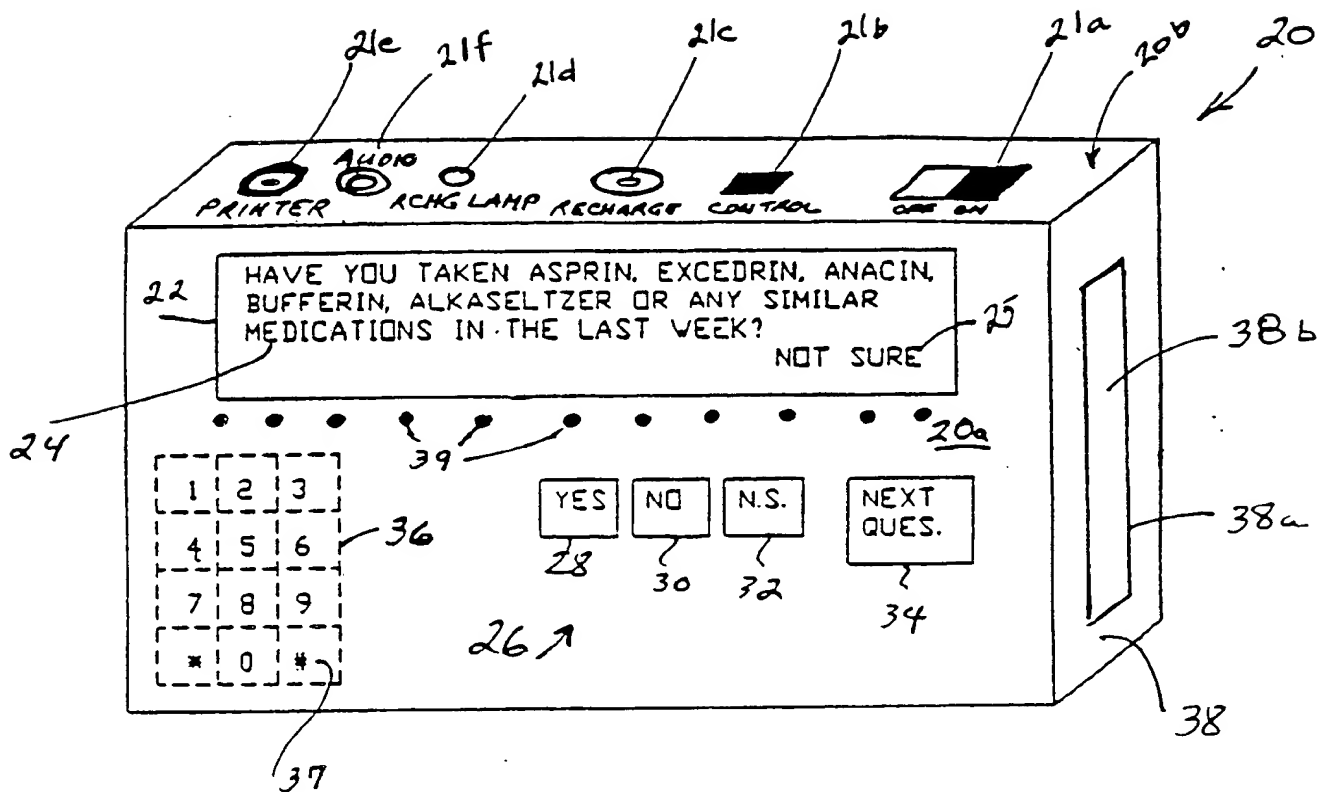 21e 21f 21d 21c 21b 21a 20b 20
AUDIO
PRINTER RCHG LAMP RECHARGE CONTROL OFF ON
HAVE YOU TAKEN ASPRIN, EXCEDRIN, ANACIN,
BUFFERIN, ALKASELTZER OR ANY SIMILAR
MEDICATIONS IN THE LAST WEEK?
NOT SURE
22
25
38b
24
39
20a
1 2 3
4 5 6
7 8 9
* 0 #
36
YES NO N.S. NEXT
QUES.
28 30 32 34
26
38a
38
37